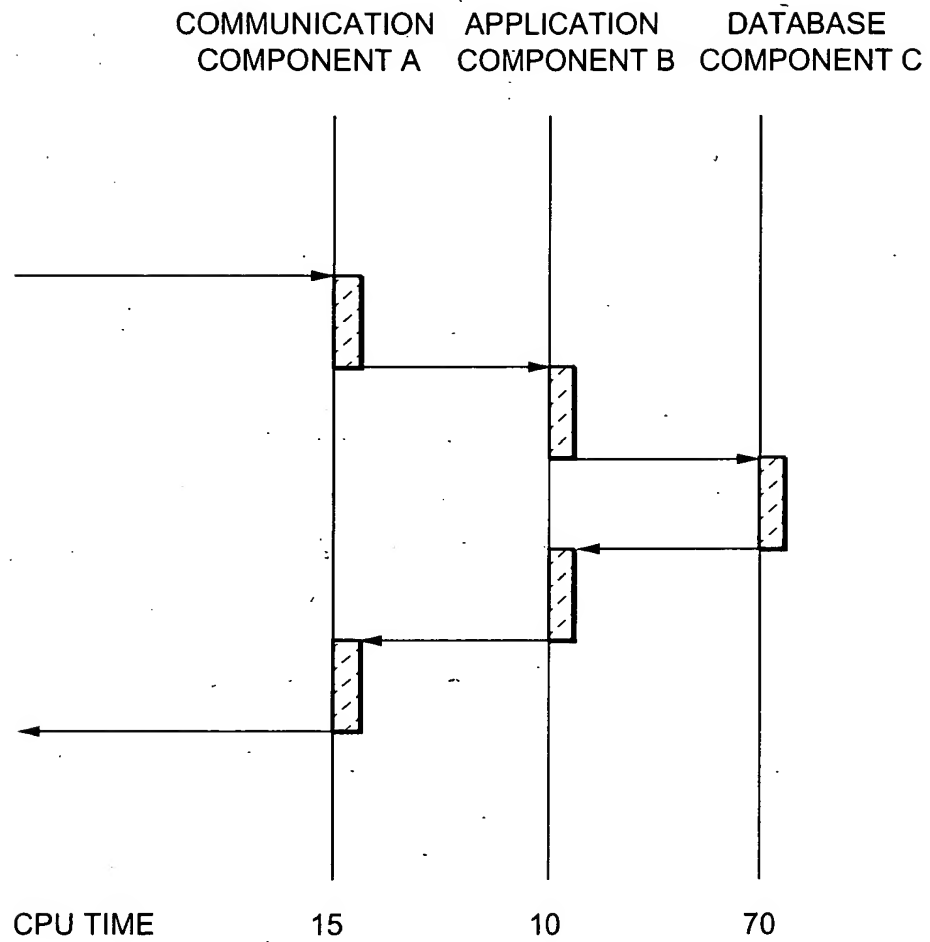 COMMUNICATION APPLICATION DATABASE
COMPONENT A COMPONENT B COMPONENT C
CPU TIME 15 10 70